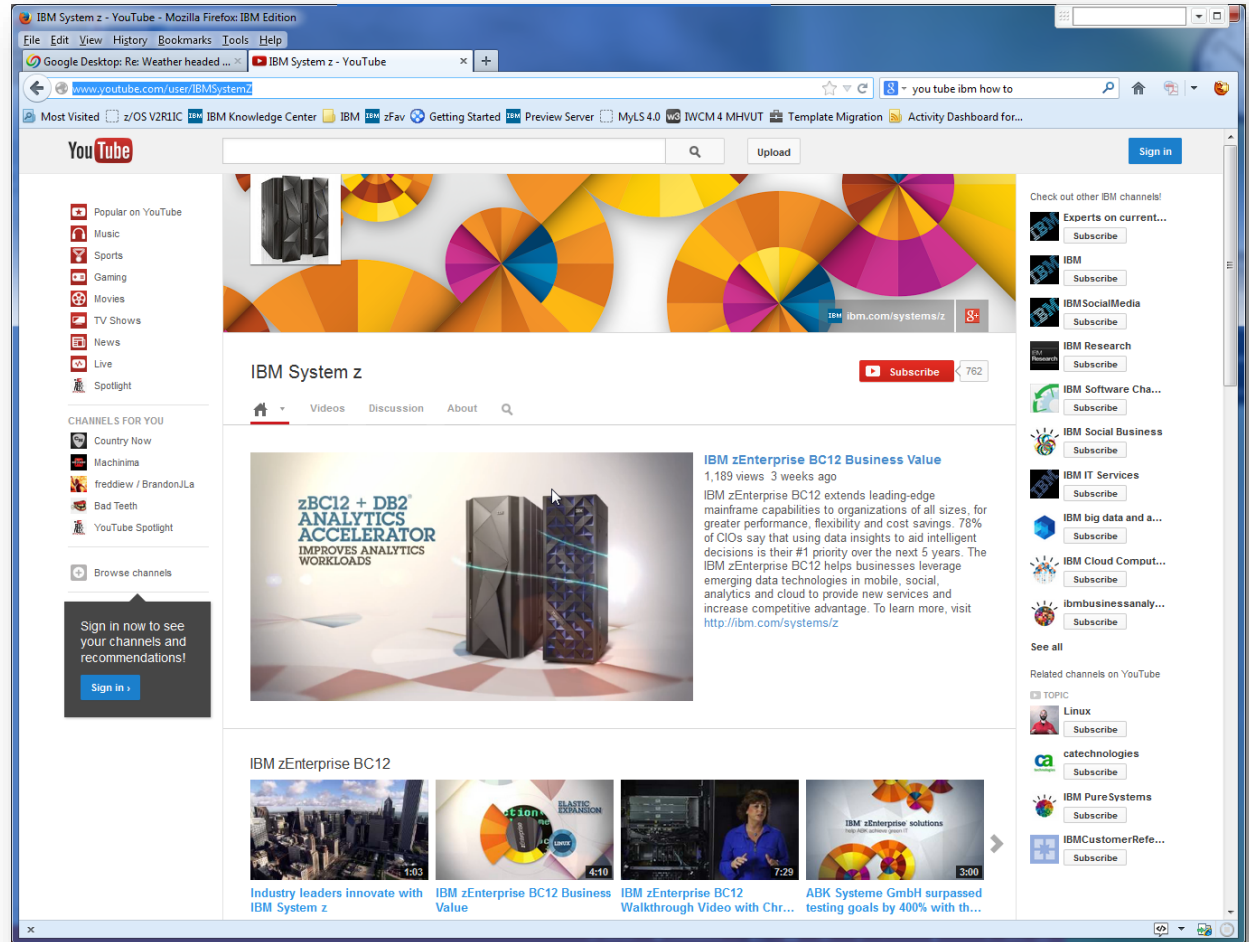 IBM System z - YouTube - Mozilla Firefox: IBM Edition
File Edit View History Bookmarks Tools Help
Google Desktop: Re: Weather headed ... × IBM System z - YouTube × +
www.youtube.com/user/IBMSystemZ
8 you tube ibm how to
Most Visited z/OS V2R1IC IBM IBM Knowledge Center IBM IBM zFav Getting Started IBM Preview Server MyLS 4.0 w3 IWCM 4 MHVUT Template Migration Activity Dashboard for...
YouTube
Upload
Sign in
Popular on YouTube
Music
Sports
Gaming
Movies
TV Shows
News
Live
Spotlight
CHANNELS FOR YOU
Country Now
Machinima
freddiew / BrandonJLa
Bad Teeth
YouTube Spotlight
Browse channels
Sign in now to see
your channels and
recommendations!
Sign in ›
IBM ibm.com/systems/z
IBM System z
Subscribe 762
Videos Discussion About
zBC12 + DB2®
ANALYTICS
ACCELERATOR
IMPROVES ANALYTICS
WORKLOADS
IBM zEnterprise BC12 Business Value
1,189 views 3 weeks ago
IBM zEnterprise BC12 extends leading-edge
mainframe capabilities to organizations of all sizes, for
greater performance, flexibility and cost savings. 78%
of CIOs say that using data insights to aid intelligent
decisions is their #1 priority over the next 5 years. The
IBM zEnterprise BC12 helps businesses leverage
emerging data technologies in mobile, social,
analytics and cloud to provide new services and
increase competitive advantage. To learn more, visit
http://ibm.com/systems/z
IBM zEnterprise BC12
1:03
Industry leaders innovate with
IBM System z
ELASTIC
EXPANSION
LINUX
4:10
IBM zEnterprise BC12 Business
Value
7:29
IBM zEnterprise BC12
Walkthrough Video with Chr...
IBM® zEnterprise® solutions
help ABK achieve green IT
3:00
ABK Systeme GmbH surpassed
testing goals by 400% with th...
Check out other IBM channels!
Experts on current...
Subscribe
IBM
Subscribe
IBMSocialMedia
Subscribe
IBM Research
Subscribe
IBM Software Cha...
Subscribe
IBM Social Business
Subscribe
IBM IT Services
Subscribe
IBM big data and a...
Subscribe
IBM Cloud Comput...
Subscribe
ibmbusinessanaly...
Subscribe
See all
Related channels on YouTube
TOPIC
Linux
Subscribe
ca
catechnologies
Subscribe
IBM PureSystems
Subscribe
IBMCustomerRefe...
Subscribe